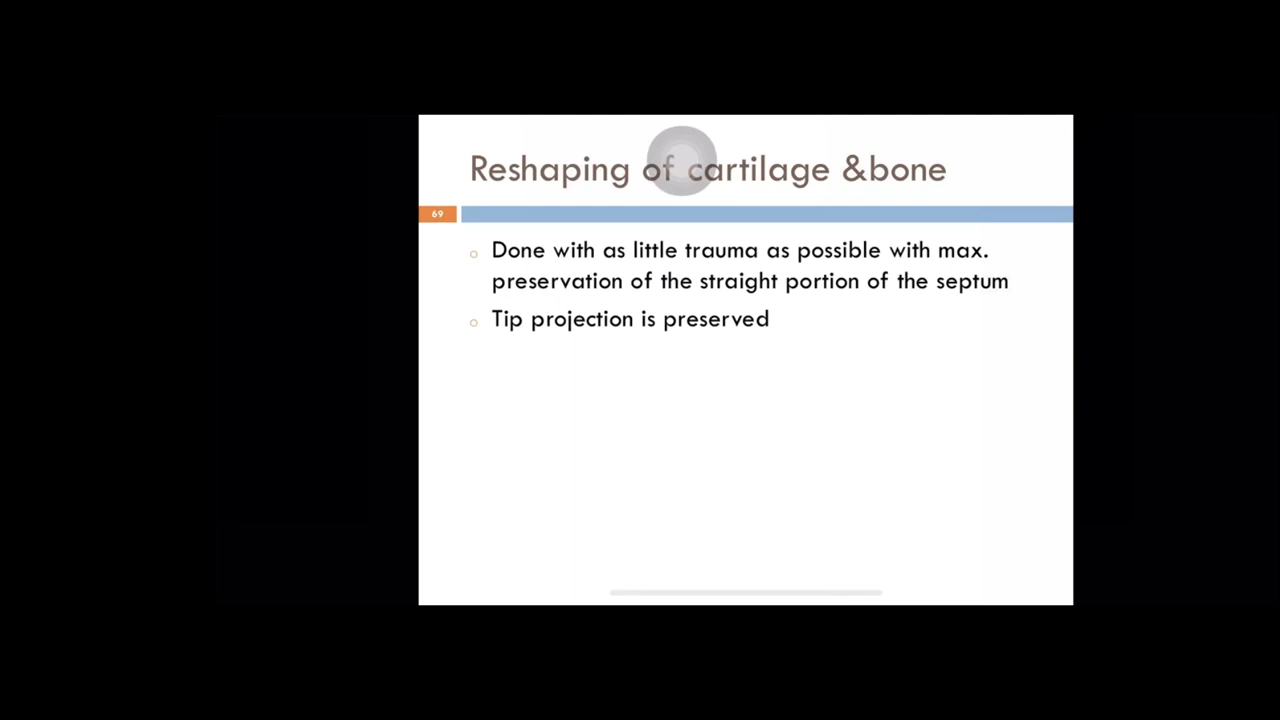 Reshaping of cartilage &bone
69
Done with as little trauma as possible with max.
preservation of the straight portion of the septum
Tip projection is preserved